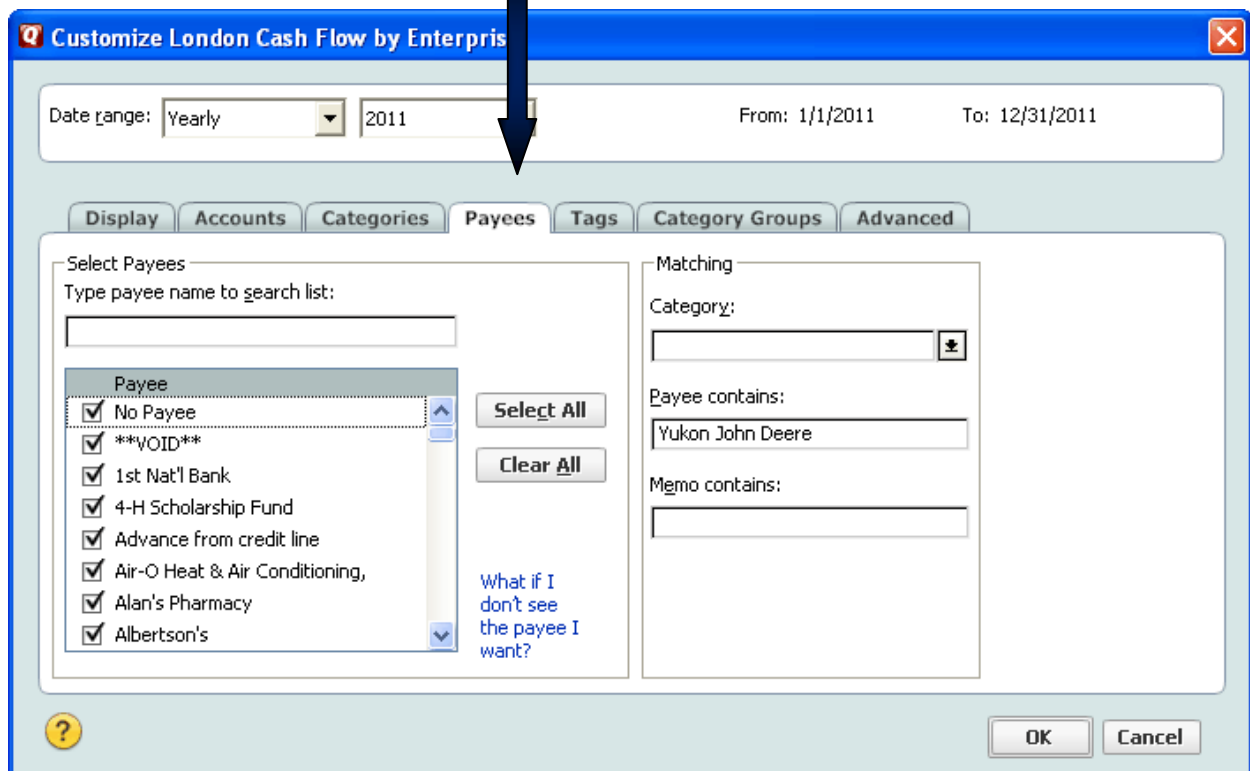 Customize London Cash Flow by Enterpris
Date range: Yearly 2011 From: 1/1/2011 To: 12/31/2011
Display Accounts Categories Payees Tags Category Groups Advanced
Select Payees
Type payee name to search list:
Payee
No Payee
**VOID**
1st Nat'l Bank
4-H Scholarship Fund
Advance from credit line
Air-O Heat & Air Conditioning,
Alan's Pharmacy
Albertson's
Select All
Clear All
What if I
don't see
the payee I
want?
Matching
Category:
Payee contains:
Yukon John Deere
Memo contains:
?
OK Cancel